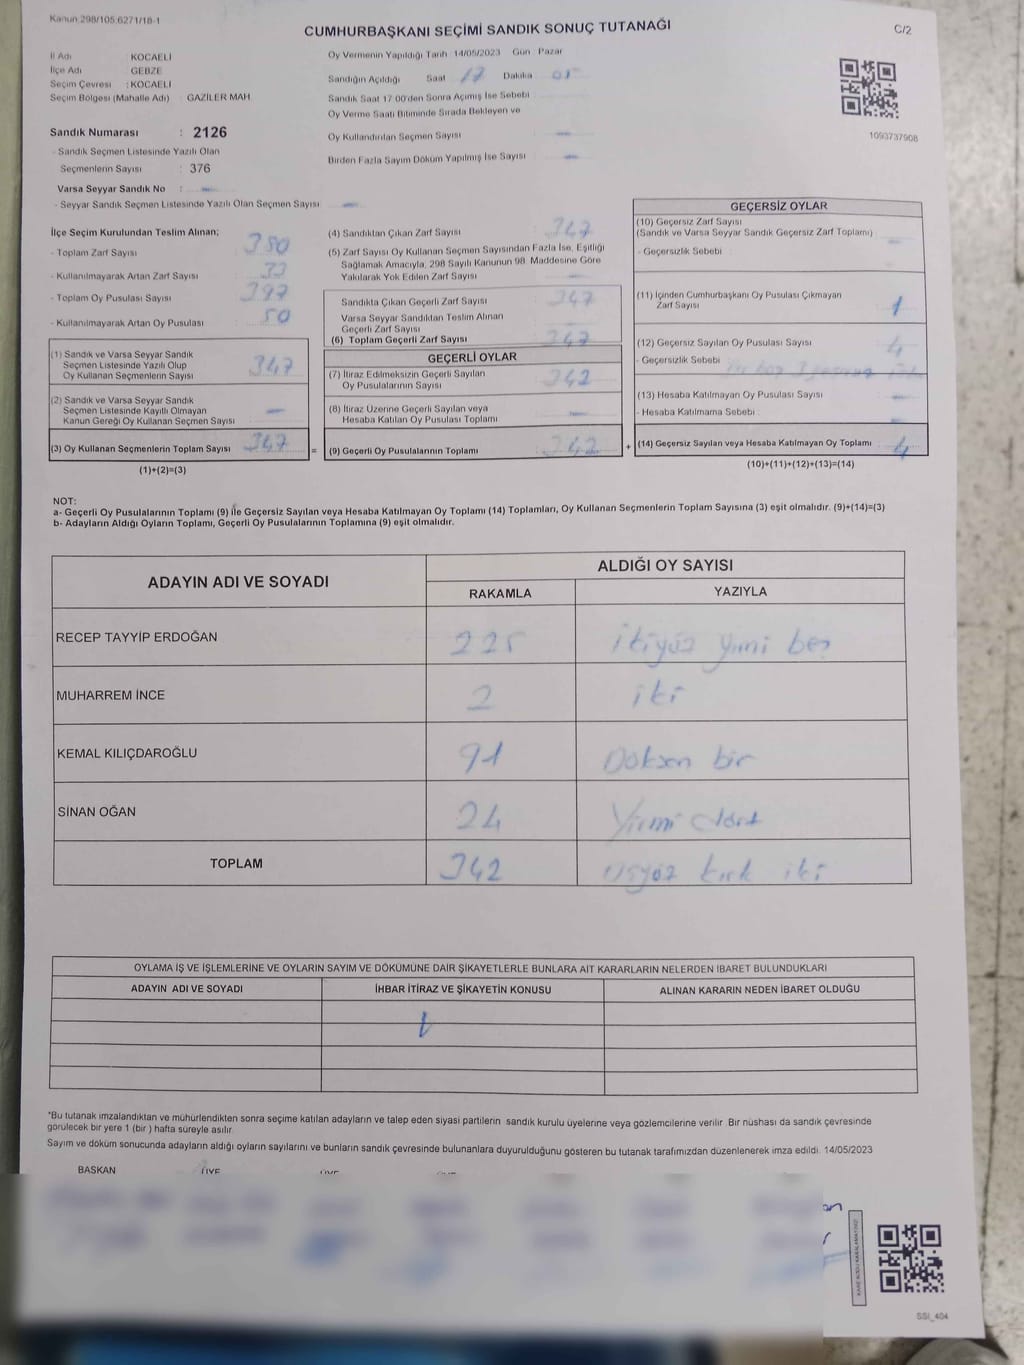 Kanun 298/105 6271/18-1
CUMHURBAŞKANI SEÇİMİ SANDIK SONUÇ TUTANAĞI
C/2
İl Adı KOCAELİ
İlçe Adı GEBZE
Seçim Çevresi : KOCAELİ
Seçim Bölgesi (Mahalle Adı) : GAZİLER MAH.
Sandık Numarası : 2126
- Sandık Seçmen Listesinde Yazılı Olan
Seçmenlerin Sayısı : 376
Varsa Seyyar Sandık No : —
- Seyyar Sandık Seçmen Listesinde Yazılı Olan Seçmen Sayısı —
Oy Vermenin Yapıldığı Tarih 14/05/2023 Gün Pazar
Sandığın Açıldığı Saat 17 Dakika 05
Sandık Saat 17.00'den Sonra Açımış İse Sebebi
Oy Verme Saati Bitiminde Sırada Bekleyen ve
Oy Kullandırılan Seçmen Sayısı —
Birden Fazla Sayım Döküm Yapılmış İse Sayısı —
1093737908
İlçe Seçim Kurulundan Teslim Alınan;
- Toplam Zarf Sayısı 380
- Kullanılmayarak Artan Zarf Sayısı 33
- Toplam Oy Pusulası Sayısı 397
- Kullanılmayarak Artan Oy Pusulası 50
(1) Sandık ve Varsa Seyyar Sandık
Seçmen Listesinde Yazılı Olup
Oy Kullanan Seçmenlerin Sayısı 347
(2) Sandık ve Varsa Seyyar Sandık
Seçmen Listesinde Kayıtlı Olmayan
Kanun Gereği Oy Kullanan Seçmen Sayısı —
(3) Oy Kullanan Seçmenlerin Toplam Sayısı 347
(1)+(2)=(3)
(4) Sandıktan Çıkan Zarf Sayısı 347
(5) Zarf Sayısı Oy Kullanan Seçmen Sayısından Fazla İse, Eşitliği
Sağlamak Amacıyla, 298 Sayılı Kanunun 98. Maddesine Göre
Yakılarak Yok Edilen Zarf Sayısı —
Sandıkta Çıkan Geçerli Zarf Sayısı 347
Varsa Seyyar Sandıktan Teslim Alınan
Geçerli Zarf Sayısı —
(6) Toplam Geçerli Zarf Sayısı 347
GEÇERLİ OYLAR
(7) İtiraz Edilmeksizin Geçerli Sayılan
Oy Pusulalarının Sayısı 342
(8) İtiraz Üzerine Geçerli Sayılan veya
Hesaba Katılan Oy Pusulası Toplamı —
= (9) Geçerli Oy Pusulalarının Toplamı 342 +
GEÇERSİZ OYLAR
(10) Geçersiz Zarf Sayısı
(Sandık ve Varsa Seyyar Sandık Geçersiz Zarf Toplamı) —
- Geçersizlik Sebebi :
(11) İçinden Cumhurbaşkanı Oy Pusulası Çıkmayan
Zarf Sayısı 1
(12) Geçersiz Sayılan Oy Pusulası Sayısı 4
- Geçersizlik Sebebi
(13) Hesaba Katılmayan Oy Pusulası Sayısı —
- Hesaba Katılmama Sebebi : —
(14) Geçersiz Sayılan veya Hesaba Katılmayan Oy Toplamı 4
(10)+(11)+(12)+(13)=(14)
NOT:
a- Geçerli Oy Pusulalarının Toplamı (9) İle Geçersiz Sayılan veya Hesaba Katılmayan Oy Toplamı (14) Toplamları, Oy Kullanan Seçmenlerin Toplam Sayısına (3) eşit olmalıdır. (9)+(14)=(3)
b- Adayların Aldığı Oyların Toplamı, Geçerli Oy Pusulalarının Toplamına (9) eşit olmalıdır.
ADAYIN ADI VE SOYADI ALDIĞI OY SAYISI
RAKAMLA YAZIYLA
RECEP TAYYİP ERDOĞAN 225 ikiyüz yirmi beş
MUHARREM İNCE 2 iki
KEMAL KILIÇDAROĞLU 91 Doksan bir
SİNAN OĞAN 24 Yirmi dört
TOPLAM 342 Üçyüz kırk iki
OYLAMA İŞ VE İŞLEMLERİNE VE OYLARIN SAYIM VE DÖKÜMÜNE DAİR ŞİKAYETLERLE BUNLARA AİT KARARLARIN NELERDEN İBARET BULUNDUKLARI
ADAYIN ADI VE SOYADI İHBAR İTİRAZ VE ŞİKAYETİN KONUSU ALINAN KARARIN NEDEN İBARET OLDUĞU
*Bu tutanak imzalandıktan ve mühürlendikten sonra seçime katılan adayların ve talep eden siyasi partilerin sandık kurulu üyelerine veya gözlemcilerine verilir. Bir nüshası da sandık çevresinde
görülecek bir yere 1 (bir) hafta süreyle asılır.
Sayım ve döküm sonucunda adayların aldığı oyların sayılarını ve bunların sandık çevresinde bulunanlara duyurulduğunu gösteren bu tutanak tarafımızdan düzenlenerek imza edildi. 14/05/2023
BAŞKAN ÜYE ÜYE ÜYE
SSİ_404